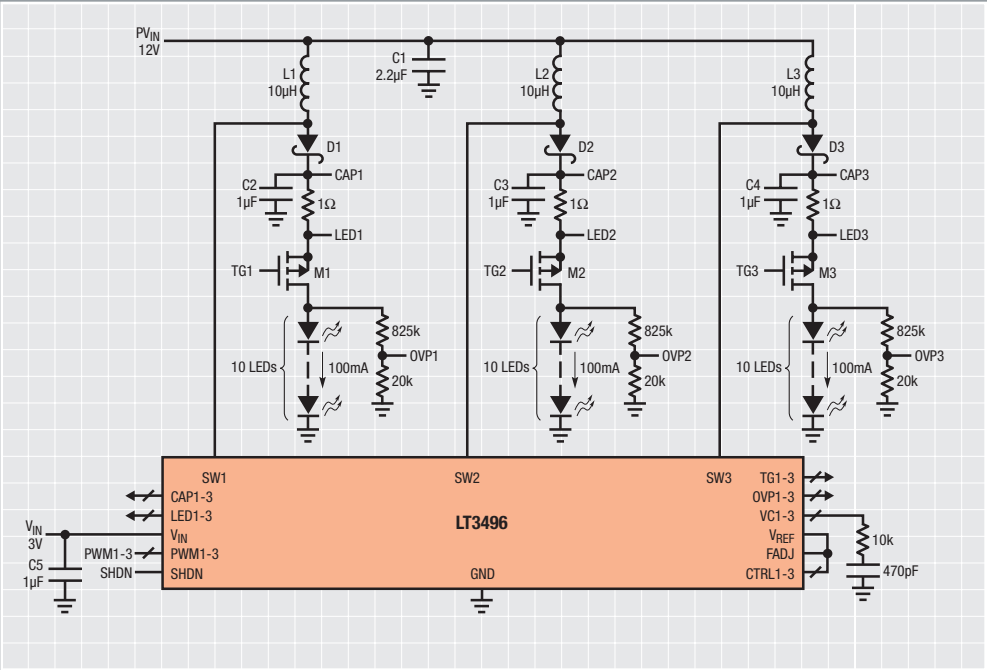 PVIN
12V
C1
2.2µF
L1
10µH
L2
10µH
L3
10µH
D1
D2
D3
CAP1
CAP2
CAP3
C2
1µF
C3
1µF
C4
1µF
1Ω
1Ω
1Ω
LED1
LED2
LED3
TG1
M1
TG2
M2
TG3
M3
825k
825k
825k
OVP1
OVP2
OVP3
10 LEDs
100mA
20k
10 LEDs
100mA
20k
10 LEDs
100mA
20k
SW1
SW2
SW3
TG1-3
CAP1-3
OVP1-3
LED1-3
VC1-3
LT3496
VIN
3V
VIN
VREF
10k
PWM1-3
PWM1-3
FADJ
C5
1µF
SHDN
SHDN
GND
CTRL1-3
470pF